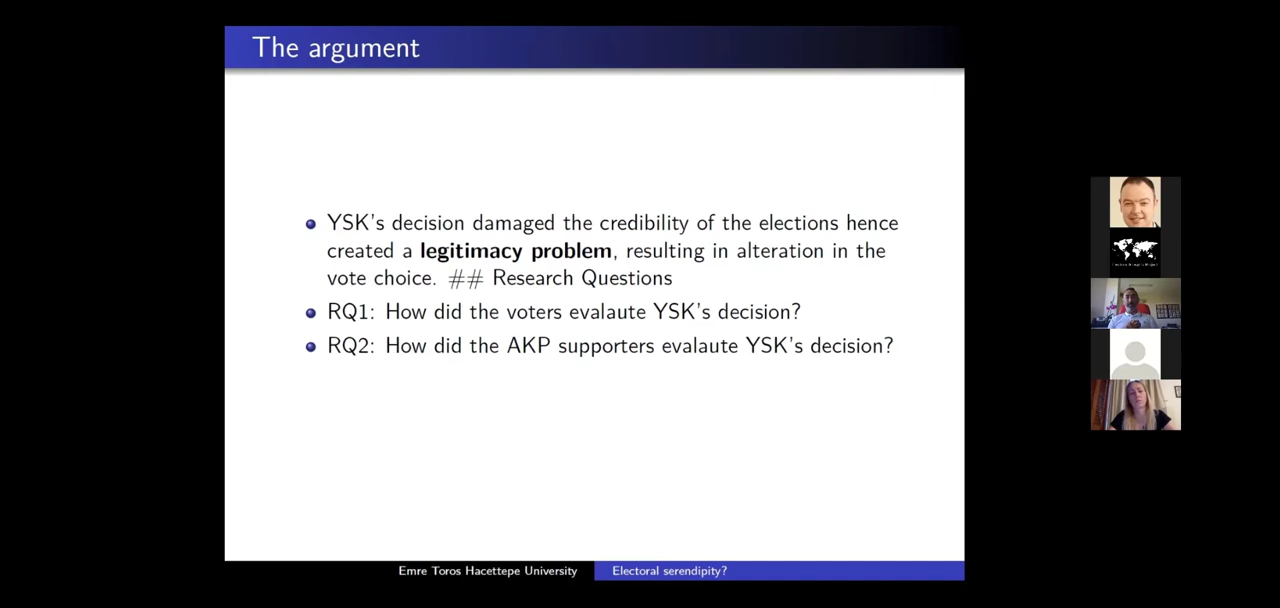 The argument
YSK's decision damaged the credibility of the elections hence
created a legitimacy problem, resulting in alteration in the
vote choice. ## Research Questions
RQ1: How did the voters evalaute YSK's decision?
RQ2: How did the AKP supporters evalaute YSK's decision?
Emre Toros Hacettepe University
Electoral serendipity?